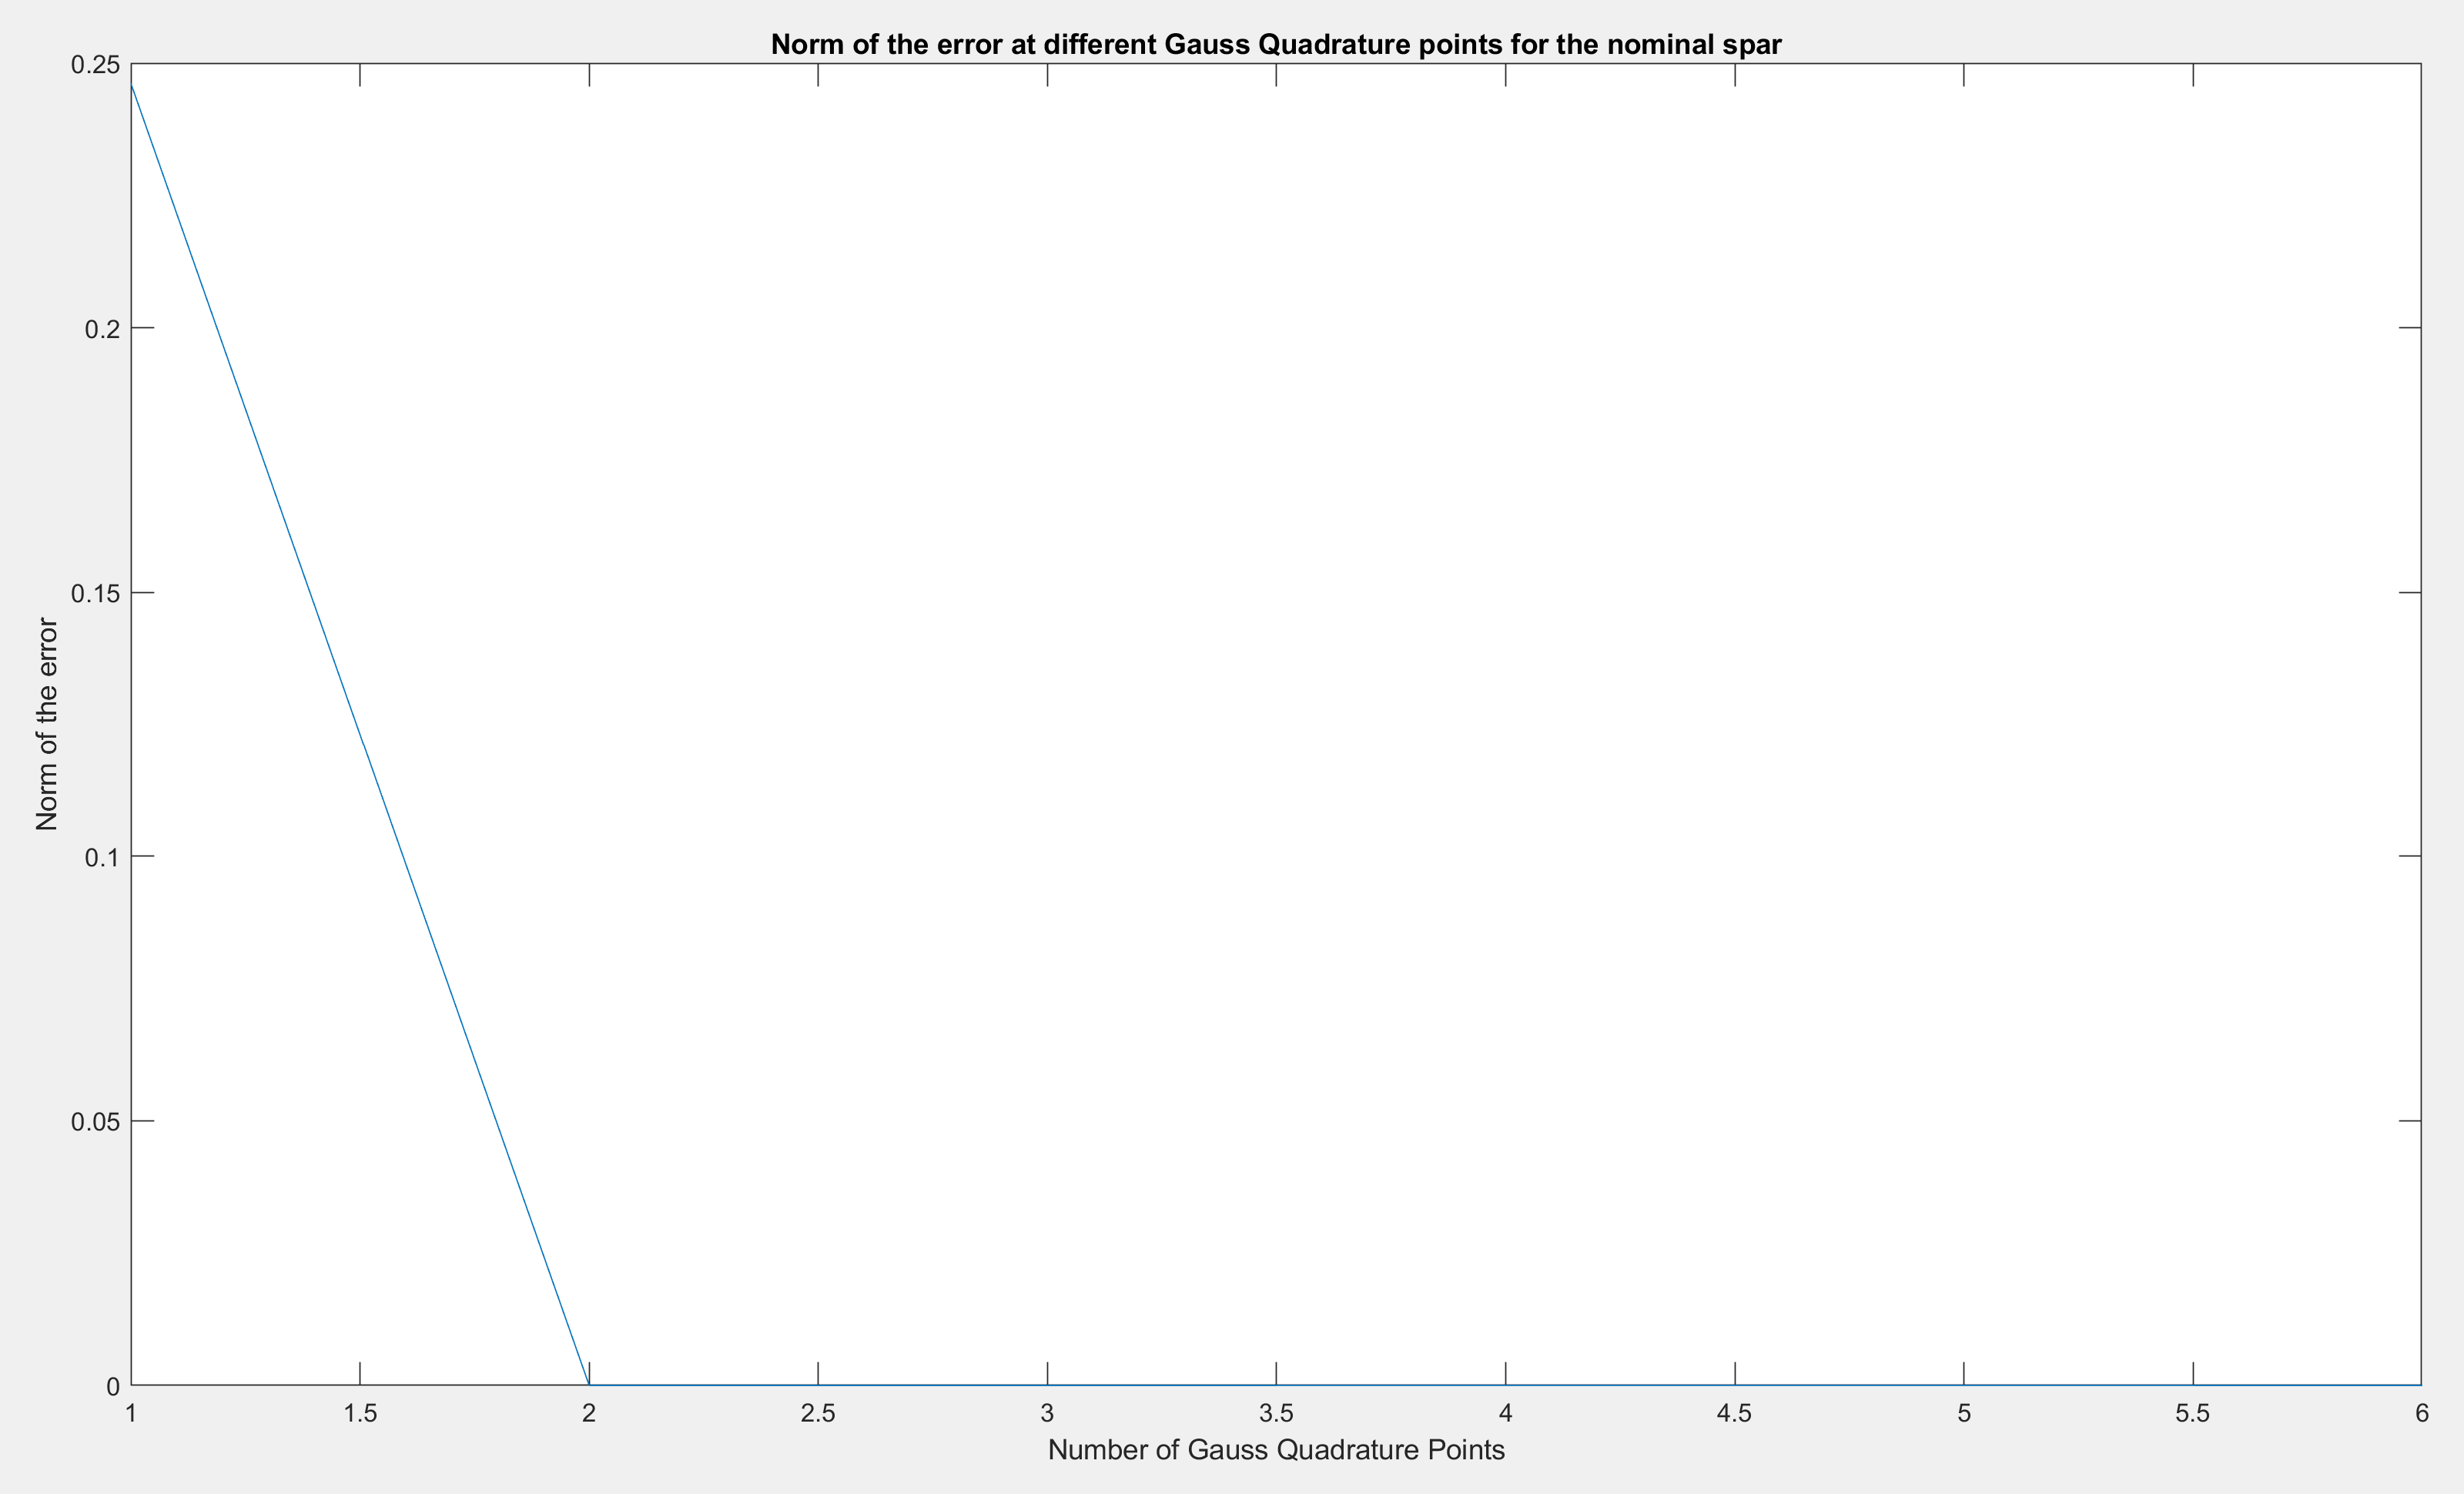 Norm of the error at different Gauss Quadrature points for the nominal spar
0.25
0.2
0.15
0.1
0.05
0
Norm of the error
1 1.5 2 2.5 3 3.5 4 4.5 5 5.5 6
Number of Gauss Quadrature Points